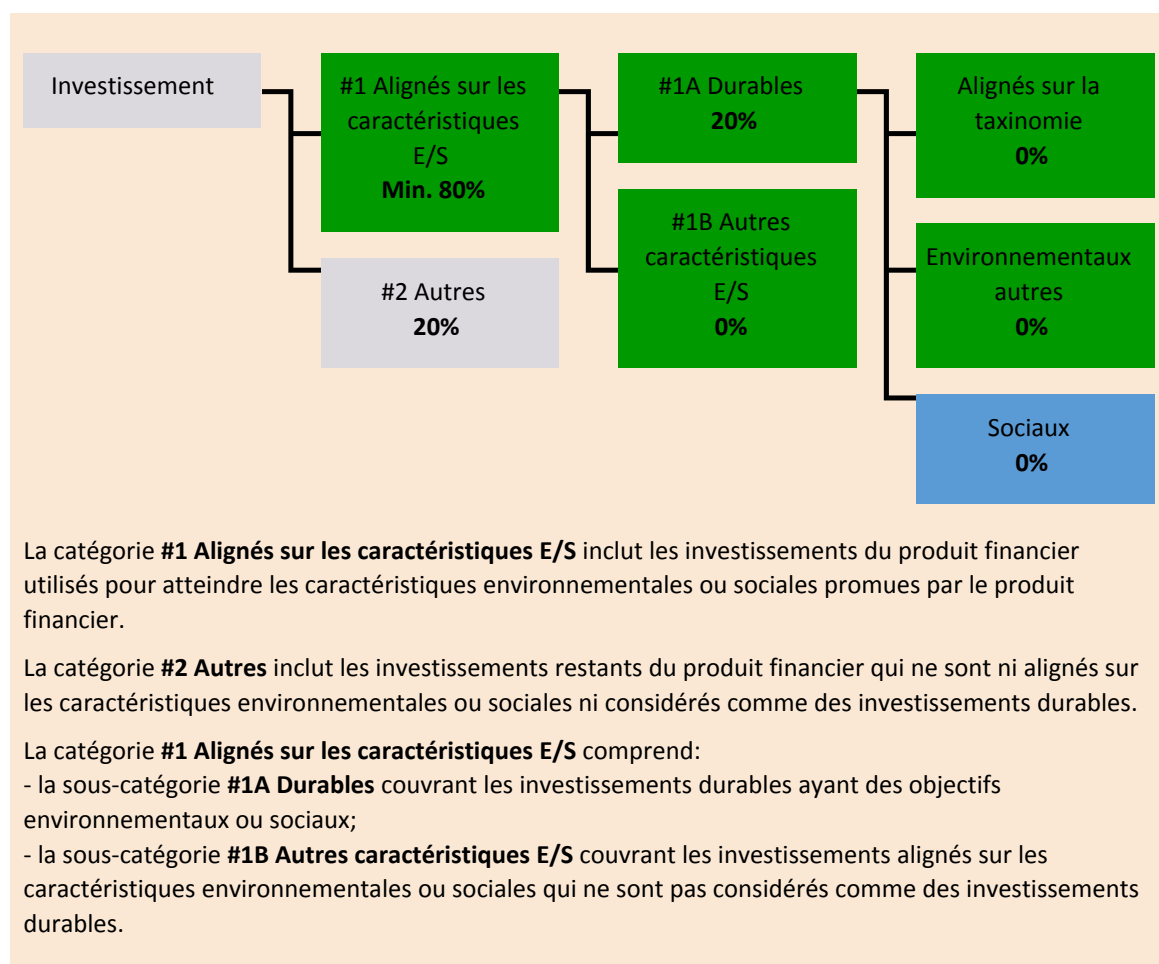 Investissement
#1 Alignés sur les
caractéristiques
E/S
Min. 80%
#2 Autres
20%
#1A Durables
20%
#1B Autres
caractéristiques
E/S
0%
Alignés sur la
taxinomie
0%
Environnementaux
autres
0%
Sociaux
0%
La catégorie #1 Alignés sur les caractéristiques E/S inclut les investissements du produit financier
utilisés pour atteindre les caractéristiques environnementales ou sociales promues par le produit
financier.
La catégorie #2 Autres inclut les investissements restants du produit financier qui ne sont ni alignés sur
les caractéristiques environnementales ou sociales ni considérés comme des investissements durables.
La catégorie #1 Alignés sur les caractéristiques E/S comprend:
- la sous-catégorie #1A Durables couvrant les investissements durables ayant des objectifs
environnementaux ou sociaux;
- la sous-catégorie #1B Autres caractéristiques E/S couvrant les investissements alignés sur les
caractéristiques environnementales ou sociales qui ne sont pas considérés comme des investissements
durables.